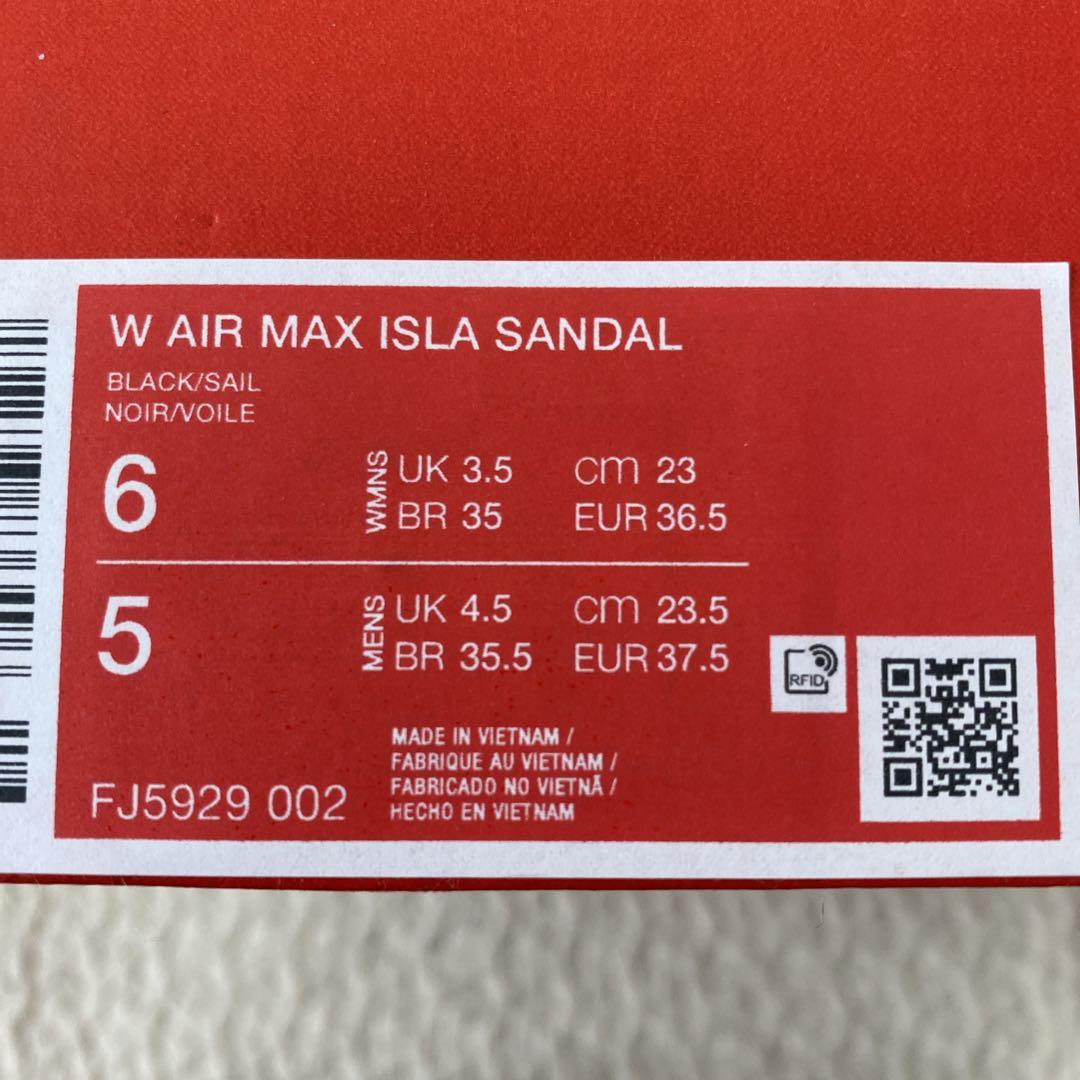 W AIR MAX ISLA SANDAL
BLACK/SAIL
NOIR/VOILE
6 WMNS UK 3.5 cm 23
BR 35 EUR 36.5
5 MENS UK 4.5 cm 23.5
BR 35.5 EUR 37.5
RFID
MADE IN VIETNAM /
FABRIQUE AU VIETNAM /
FABRICADO NO VIETNÃ /
HECHO EN VIETNAM
FJ5929 002